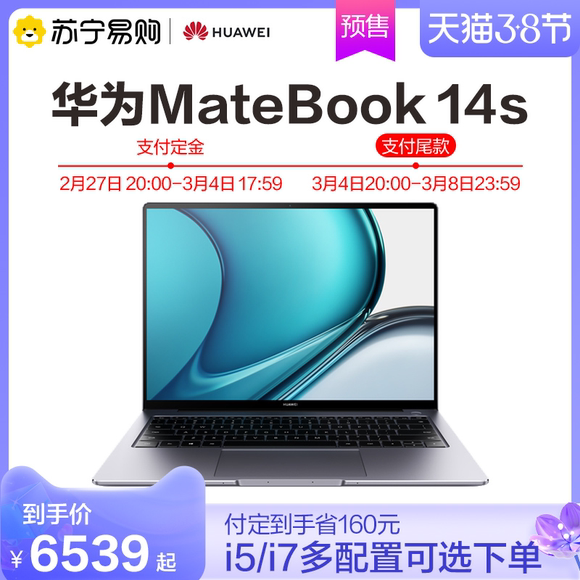 苏宁易购 HUAWEI 预售 天猫3.8节
华为MateBook 14s
支付定金 支付尾款
2月27日 20:00-3月4日 17:59 3月4日20:00-3月8日23:59
HUAWEI
到手价 付定到手省160元
¥6539起 i5/i7多配置可选下单